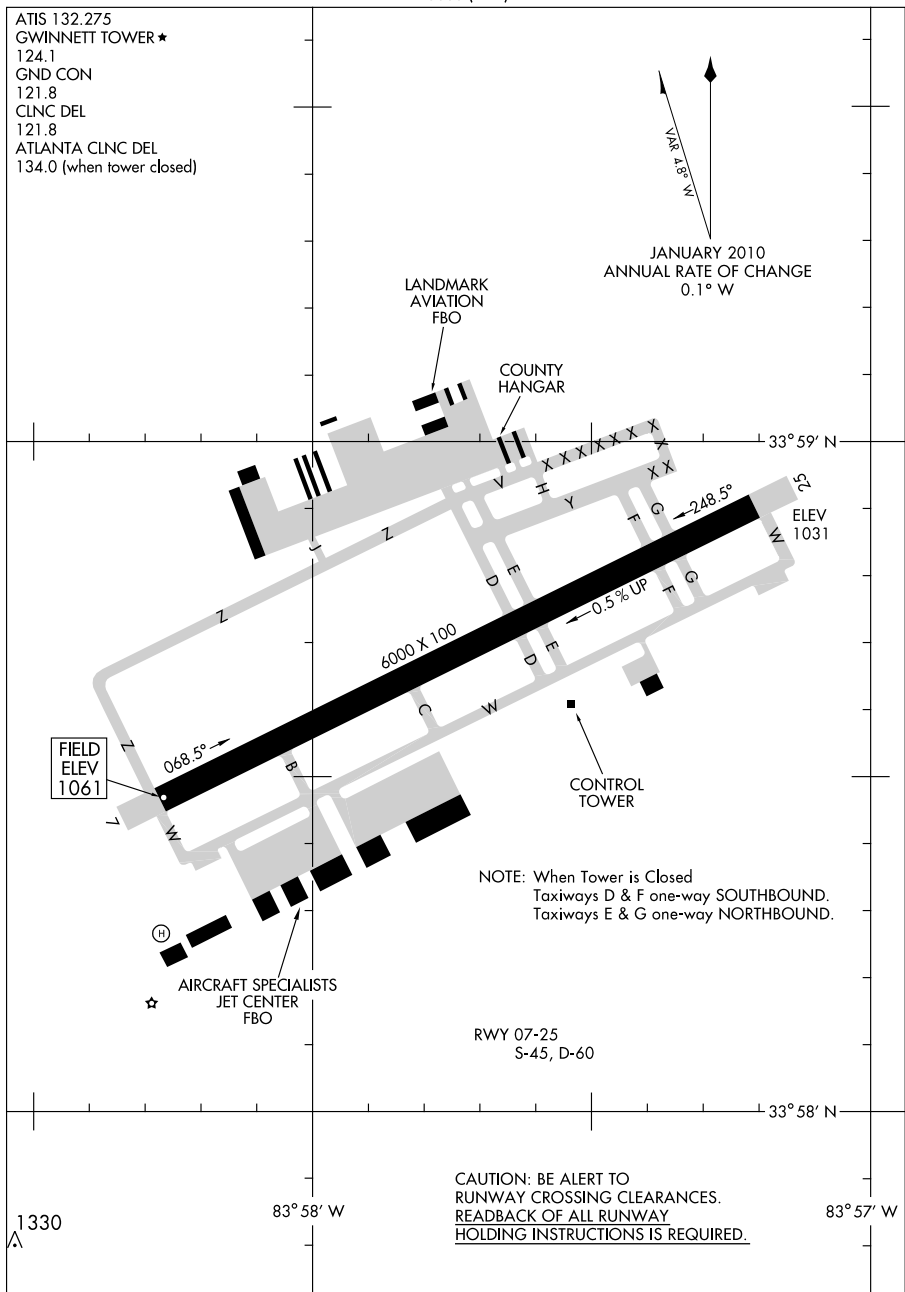 ATIS 132.275
GWINNETT TOWER★
124.1
GND CON
121.8
CLNC DEL
121.8
ATLANTA CLNC DEL
134.0 (when tower closed)
VAR 4.8° W
JANUARY 2010
ANNUAL RATE OF CHANGE
0.1° W
LANDMARK
AVIATION
FBO
COUNTY
HANGAR
33°59' N
X X X X X X X
X
X X
V
H
Y
Z
J
Z
F
G
248.5°
25
ELEV
1031
W
D
E
G
F
0.5% UP
6000 X 100
E
D
C
W
Z
068.5°
B
FIELD
ELEV
1061
7
W
CONTROL
TOWER
NOTE: When Tower is Closed
Taxiways D & F one-way SOUTHBOUND.
Taxiways E & G one-way NORTHBOUND.
H
AIRCRAFT SPECIALISTS
JET CENTER
FBO
RWY 07-25
S-45, D-60
33°58' N
CAUTION: BE ALERT TO
RUNWAY CROSSING CLEARANCES.
READBACK OF ALL RUNWAY
HOLDING INSTRUCTIONS IS REQUIRED.
83°58' W
83°57' W
1330